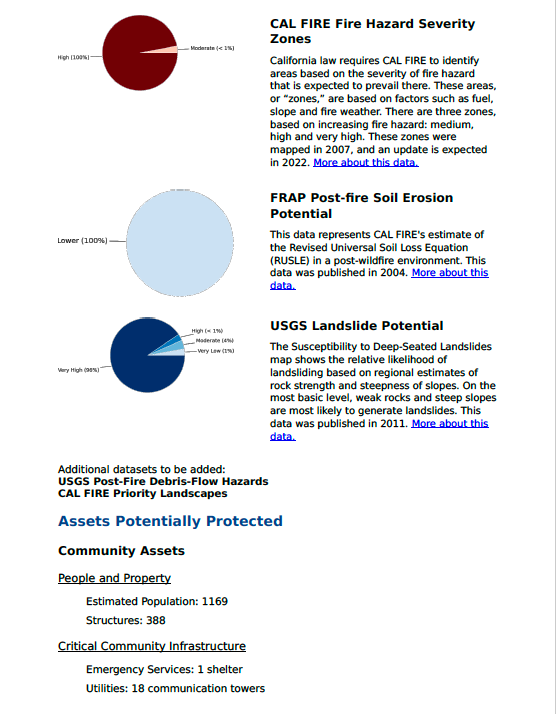 CAL FIRE Fire Hazard Severity
Zones
High (100%)
Moderate (< 1%)
California law requires CAL FIRE to identify
areas based on the severity of fire hazard
that is expected to prevail there. These areas,
or “zones,” are based on factors such as fuel,
slope and fire weather. There are three zones,
based on increasing fire hazard: medium,
high and very high. These zones were
mapped in 2007, and an update is expected
in 2022. More about this data.
FRAP Post-fire Soil Erosion
Potential
Lower (100%)
This data represents CAL FIRE's estimate of
the Revised Universal Soil Loss Equation
(RUSLE) in a post-wildfire environment. This
data was published in 2004. More about this
data.
USGS Landslide Potential
High (< 1%)
Moderate (4%)
Very Low (1%)
Very High (96%)
The Susceptibility to Deep-Seated Landslides
map shows the relative likelihood of
landsliding based on regional estimates of
rock strength and steepness of slopes. On the
most basic level, weak rocks and steep slopes
are most likely to generate landslides. This
data was published in 2011. More about this
data.
Additional datasets to be added:
USGS Post-Fire Debris-Flow Hazards
CAL FIRE Priority Landscapes
Assets Potentially Protected
Community Assets
People and Property
Estimated Population: 1169
Structures: 388
Critical Community Infrastructure
Emergency Services: 1 shelter
Utilities: 18 communication towers